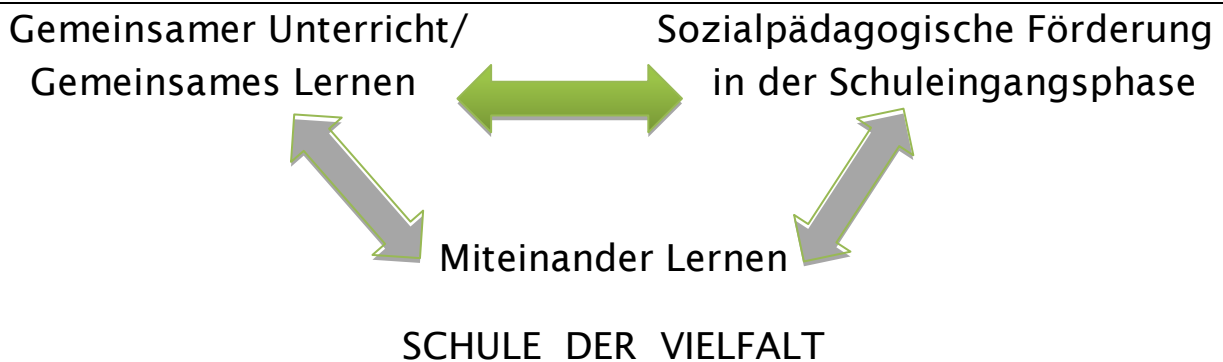 Gemeinsamer Unterricht/
Gemeinsames Lernen
Sozialpädagogische Förderung
in der Schuleingangsphase
Miteinander Lernen
SCHULE DER VIELFALT